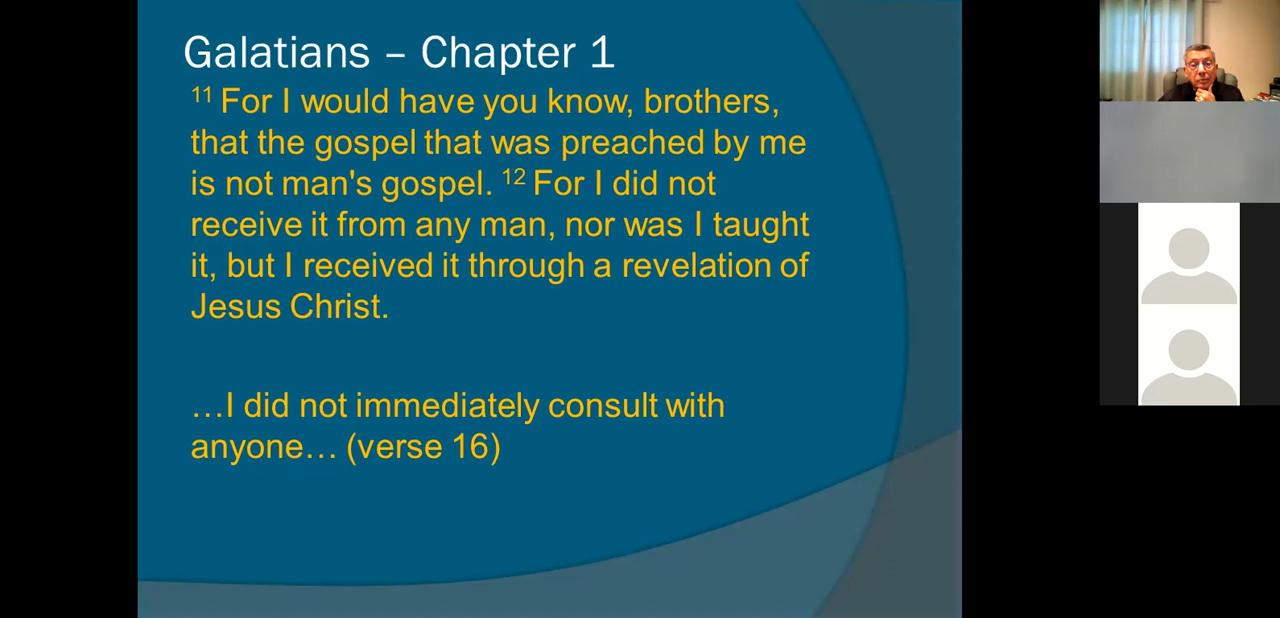 Galatians – Chapter 1
11 For I would have you know, brothers,
that the gospel that was preached by me
is not man's gospel. 12 For I did not
receive it from any man, nor was I taught
it, but I received it through a revelation of
Jesus Christ.
…I did not immediately consult with
anyone… (verse 16)